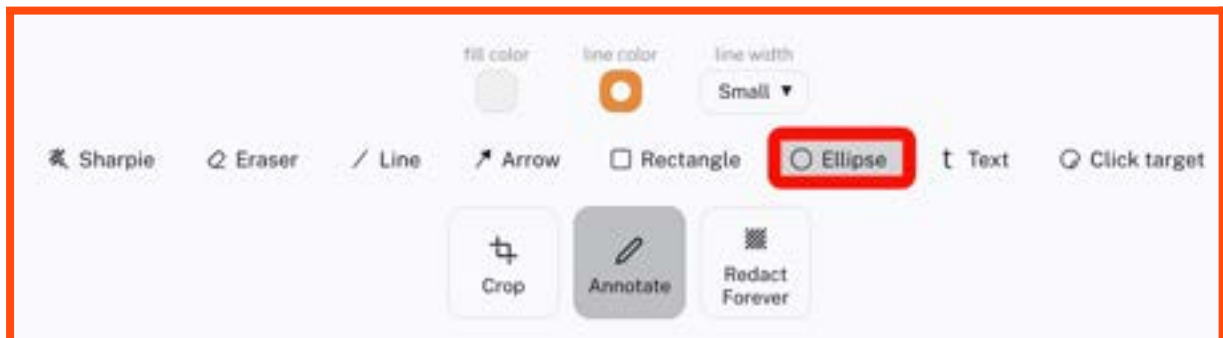 fill color line color line width
Small ▼
Sharpie Eraser Line Arrow Rectangle Ellipse t Text Click target
Crop Annotate Redact Forever